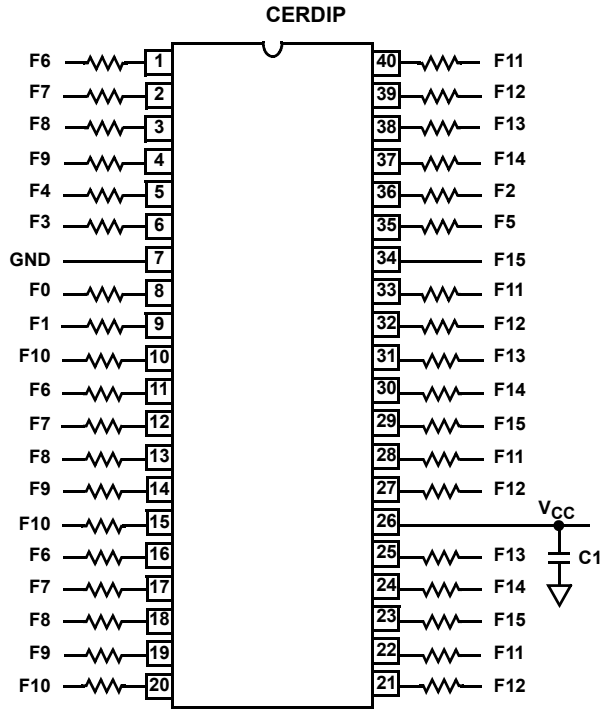 CERDIP
F6 1 40 F11
F7 2 39 F12
F8 3 38 F13
F9 4 37 F14
F4 5 36 F2
F3 6 35 F5
GND 7 34 F15
F0 8 33 F11
F1 9 32 F12
F10 10 31 F13
F6 11 30 F14
F7 12 29 F15
F8 13 28 F11
F9 14 27 F12
F10 15 26 VCC
F6 16 25 F13 C1
F7 17 24 F14
F8 18 23 F15
F9 19 22 F11
F10 20 21 F12